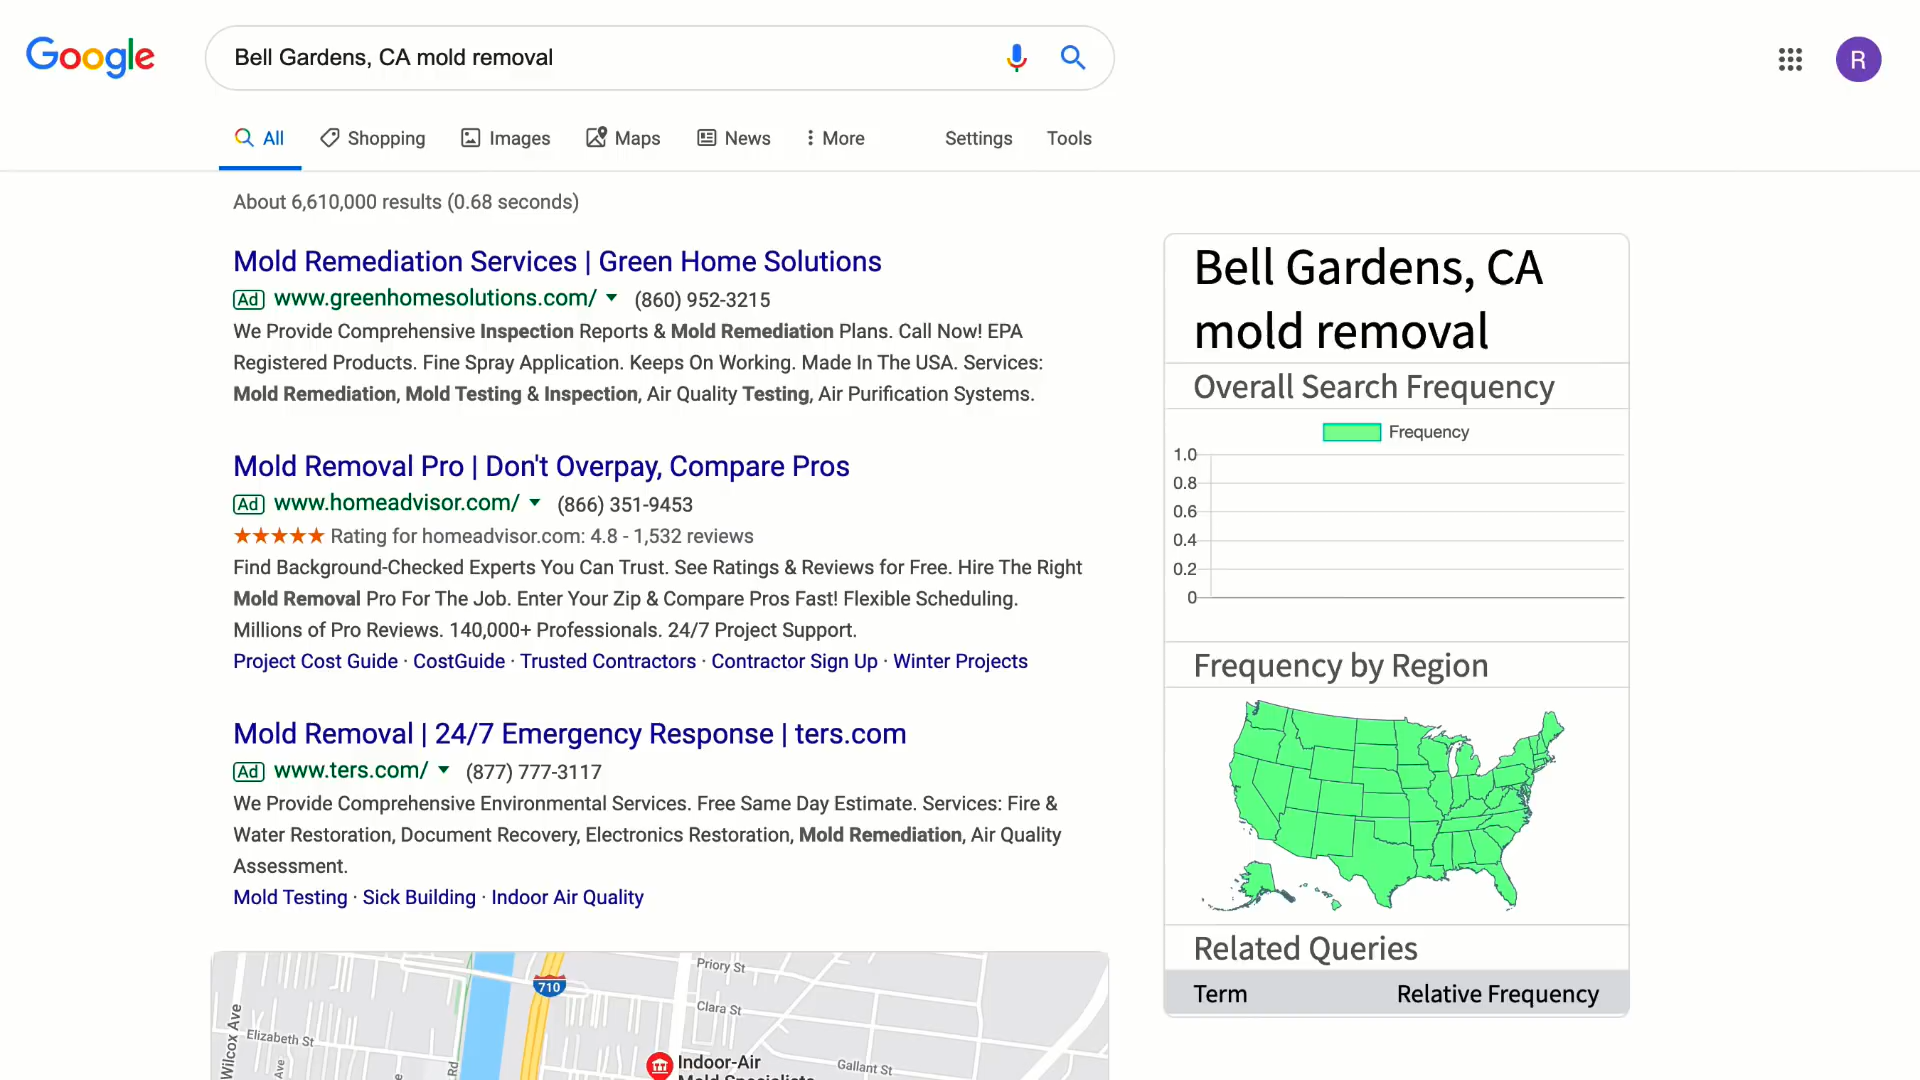 Google
Bell Gardens, CA mold removal
R
All
Shopping
Images
Maps
News
More
Settings
Tools
About 6,610,000 results (0.68 seconds)
Mold Remediation Services | Green Home Solutions
Ad www.greenhomesolutions.com/ (860) 952-3215
We Provide Comprehensive Inspection Reports & Mold Remediation Plans. Call Now! EPA
Registered Products. Fine Spray Application. Keeps On Working. Made In The USA. Services:
Mold Remediation, Mold Testing & Inspection, Air Quality Testing, Air Purification Systems.
Mold Removal Pro | Don't Overpay, Compare Pros
Ad www.homeadvisor.com/ (866) 351-9453
Rating for homeadvisor.com: 4.8 - 1,532 reviews
Find Background-Checked Experts You Can Trust. See Ratings & Reviews for Free. Hire The Right
Mold Removal Pro For The Job. Enter Your Zip & Compare Pros Fast! Flexible Scheduling.
Millions of Pro Reviews. 140,000+ Professionals. 24/7 Project Support.
Project Cost Guide · CostGuide · Trusted Contractors · Contractor Sign Up · Winter Projects
Mold Removal | 24/7 Emergency Response | ters.com
Ad www.ters.com/ (877) 777-3117
We Provide Comprehensive Environmental Services. Free Same Day Estimate. Services: Fire &
Water Restoration, Document Recovery, Electronics Restoration, Mold Remediation, Air Quality
Assessment.
Mold Testing · Sick Building · Indoor Air Quality
Priory St
710
Clara St
Wilcox Ave
Elizabeth St
Ave
Rd
Indoor-Air
Gallant St
Bell Gardens, CA
mold removal
Overall Search Frequency
Frequency
1.0
0.8
0.6
0.4
0.2
0
Frequency by Region
Related Queries
Term
Relative Frequency